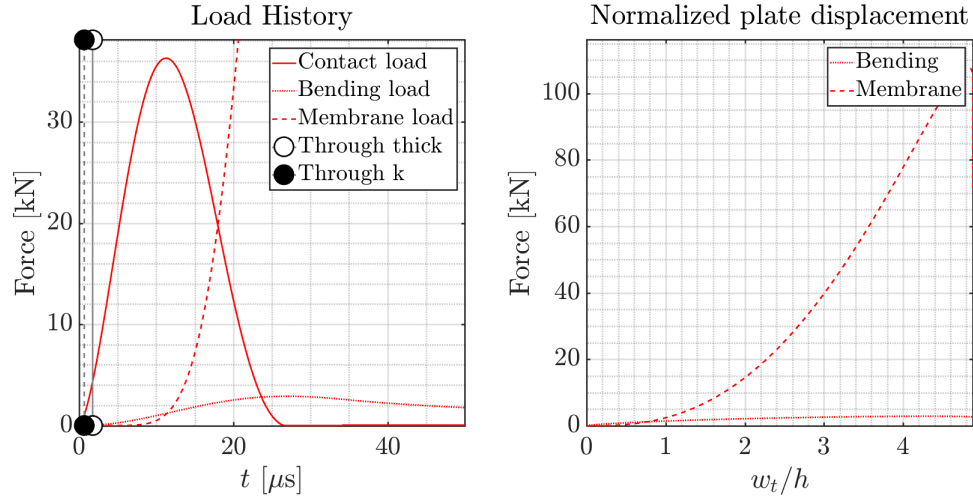 Load History
Force [kN]
30
20
10
0
Contact load
Bending load
Membrane load
Through thick
Through k
0 20 40
t [μs]
Normalized plate displacement
Force [kN]
100
80
60
40
20
0
Bending
Membrane
0 1 2 3 4
w_t/h